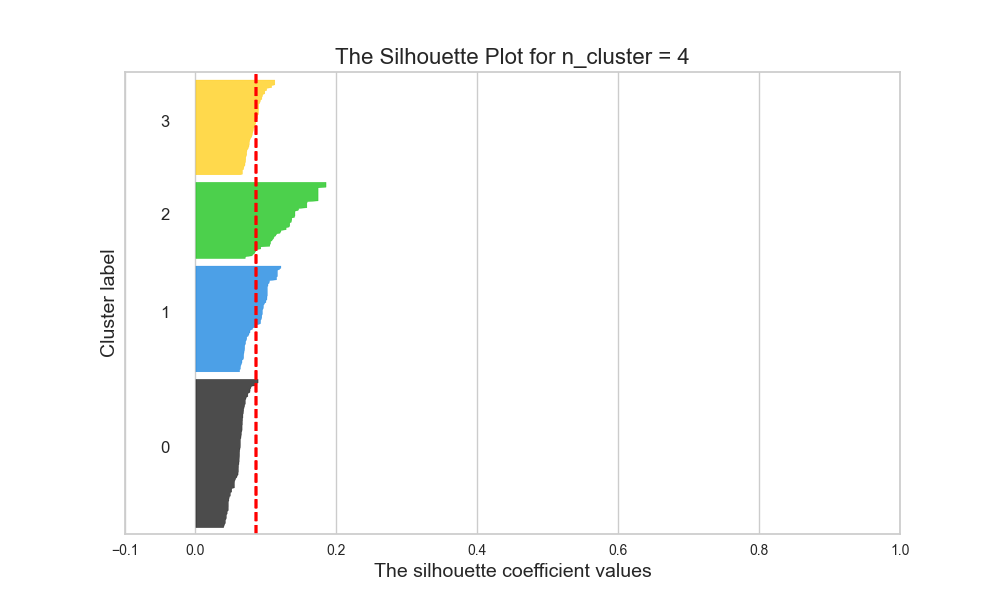 The Silhouette Plot for n_cluster = 4
Cluster label
3
2
1
0
−0.1 0.0 0.2 0.4 0.6 0.8 1.0
The silhouette coefficient values